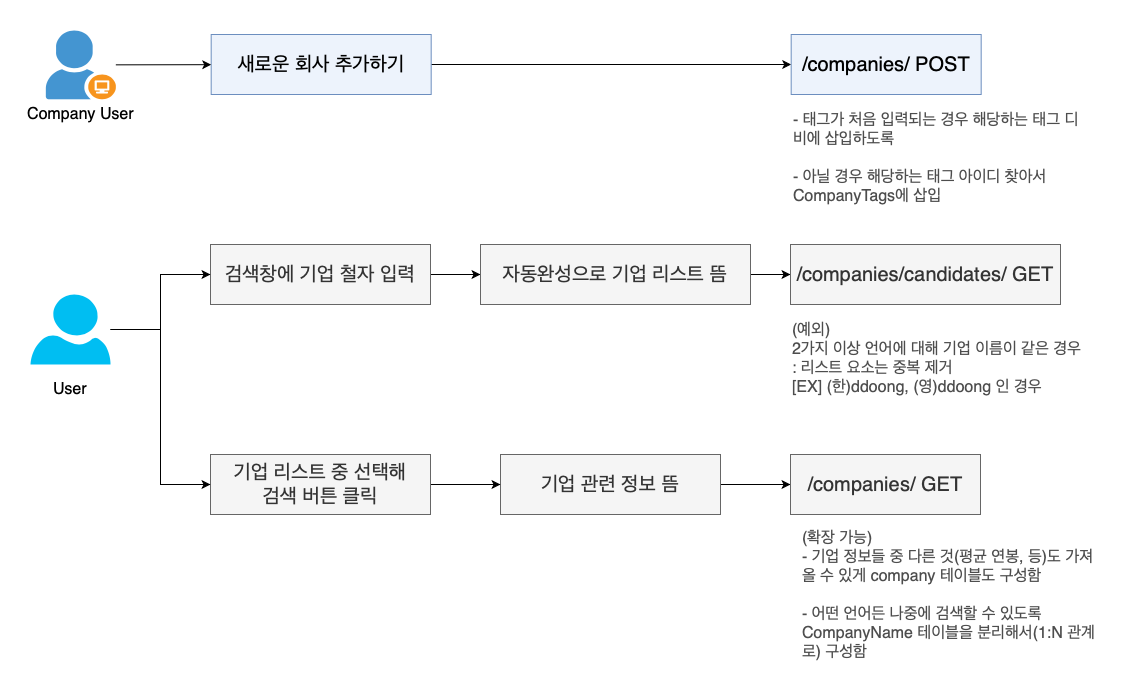 새로운 회사 추가하기
/companies/ POST
Company User
- 태그가 처음 입력되는 경우 해당하는 태그 디
비에 삽입하도록
- 아닐 경우 해당하는 태그 아이디 찾아서
CompanyTags에 삽입
검색창에 기업 철자 입력
자동완성으로 기업 리스트 뜸
/companies/candidates/ GET
(예외)
2가지 이상 언어에 대해 기업 이름이 같은 경우
: 리스트 요소는 중복 제거
[EX] (한)ddoong, (영)ddoong 인 경우
User
기업 리스트 중 선택해
검색 버튼 클릭
기업 관련 정보 뜸
/companies/ GET
(확장 가능)
- 기업 정보들 중 다른 것(평균 연봉, 등)도 가져
올 수 있게 company 테이블도 구성함
- 어떤 언어든 나중에 검색할 수 있도록
CompanyName 테이블을 분리해서(1:N 관계
로) 구성함